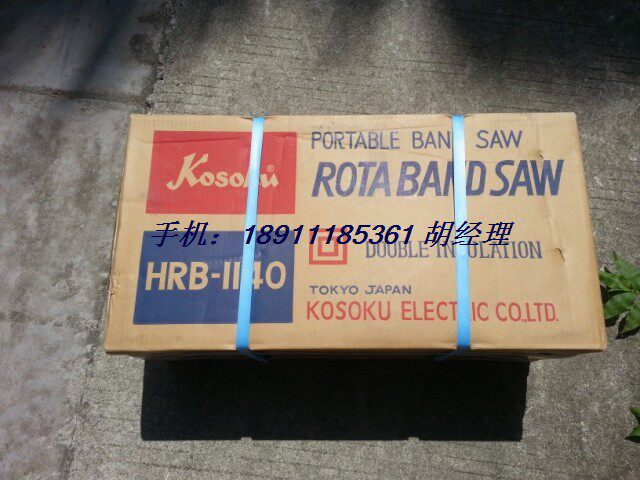 Kosoku®
PORTABLE BAND SAW
ROTA BAND SAW
手机： 18911185361 胡经理
HRB-1140
DOUBLE INSULATION
TOKYO JAPAN
KOSOKU ELECTRIC CO.,LTD.